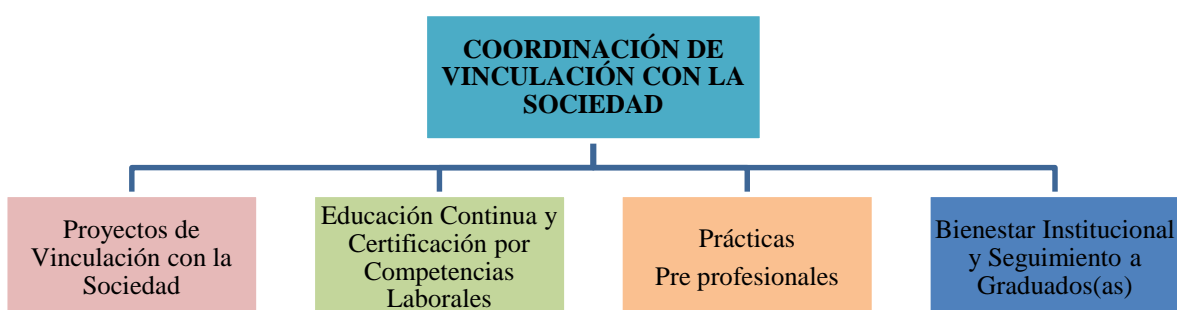 COORDINACIÓN DE
VINCULACIÓN CON LA
SOCIEDAD
Proyectos de
Vinculación con la
Sociedad
Educación Continua y
Certificación por
Competencias
Laborales
Prácticas
Pre profesionales
Bienestar Institucional
y Seguimiento a
Graduados(as)